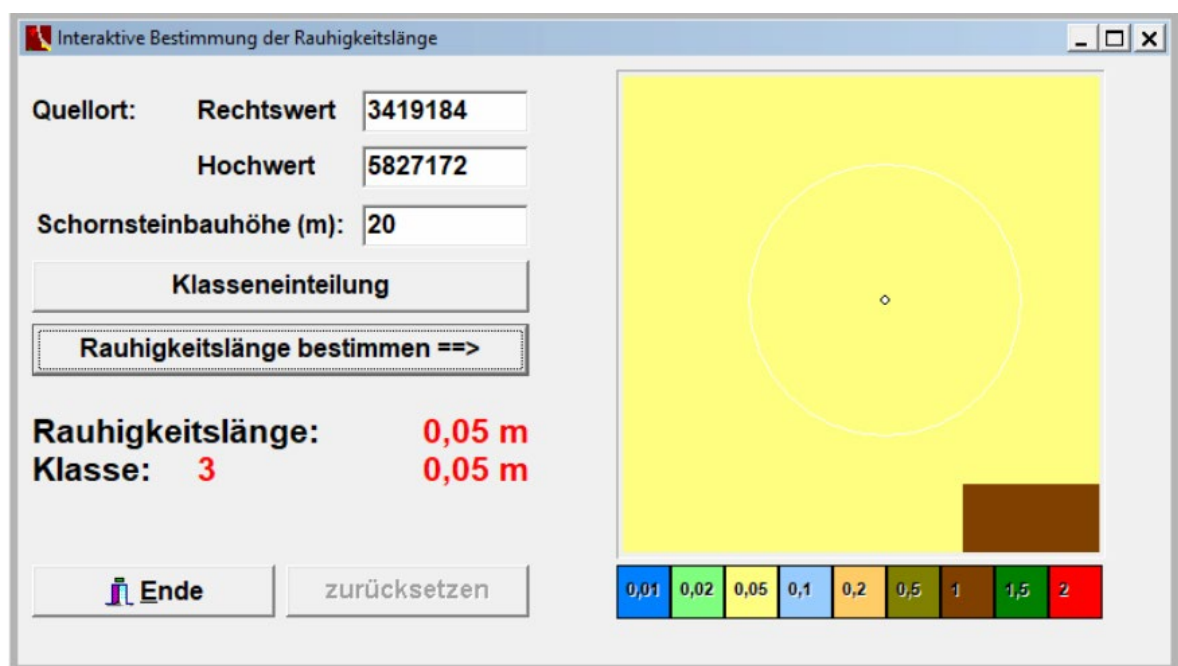 Interaktive Bestimmung der Rauhigkeitslänge
Quellort: Rechtswert 3419184
Hochwert 5827172
Schornsteinbauhöhe (m): 20
Klasseneinteilung
Rauhigkeitslänge bestimmen ==>
Rauhigkeitslänge: 0,05 m
Klasse: 3 0,05 m
Ende zurücksetzen
0,01 0,02 0,05 0,1 0,2 0,5 1 1,5 2